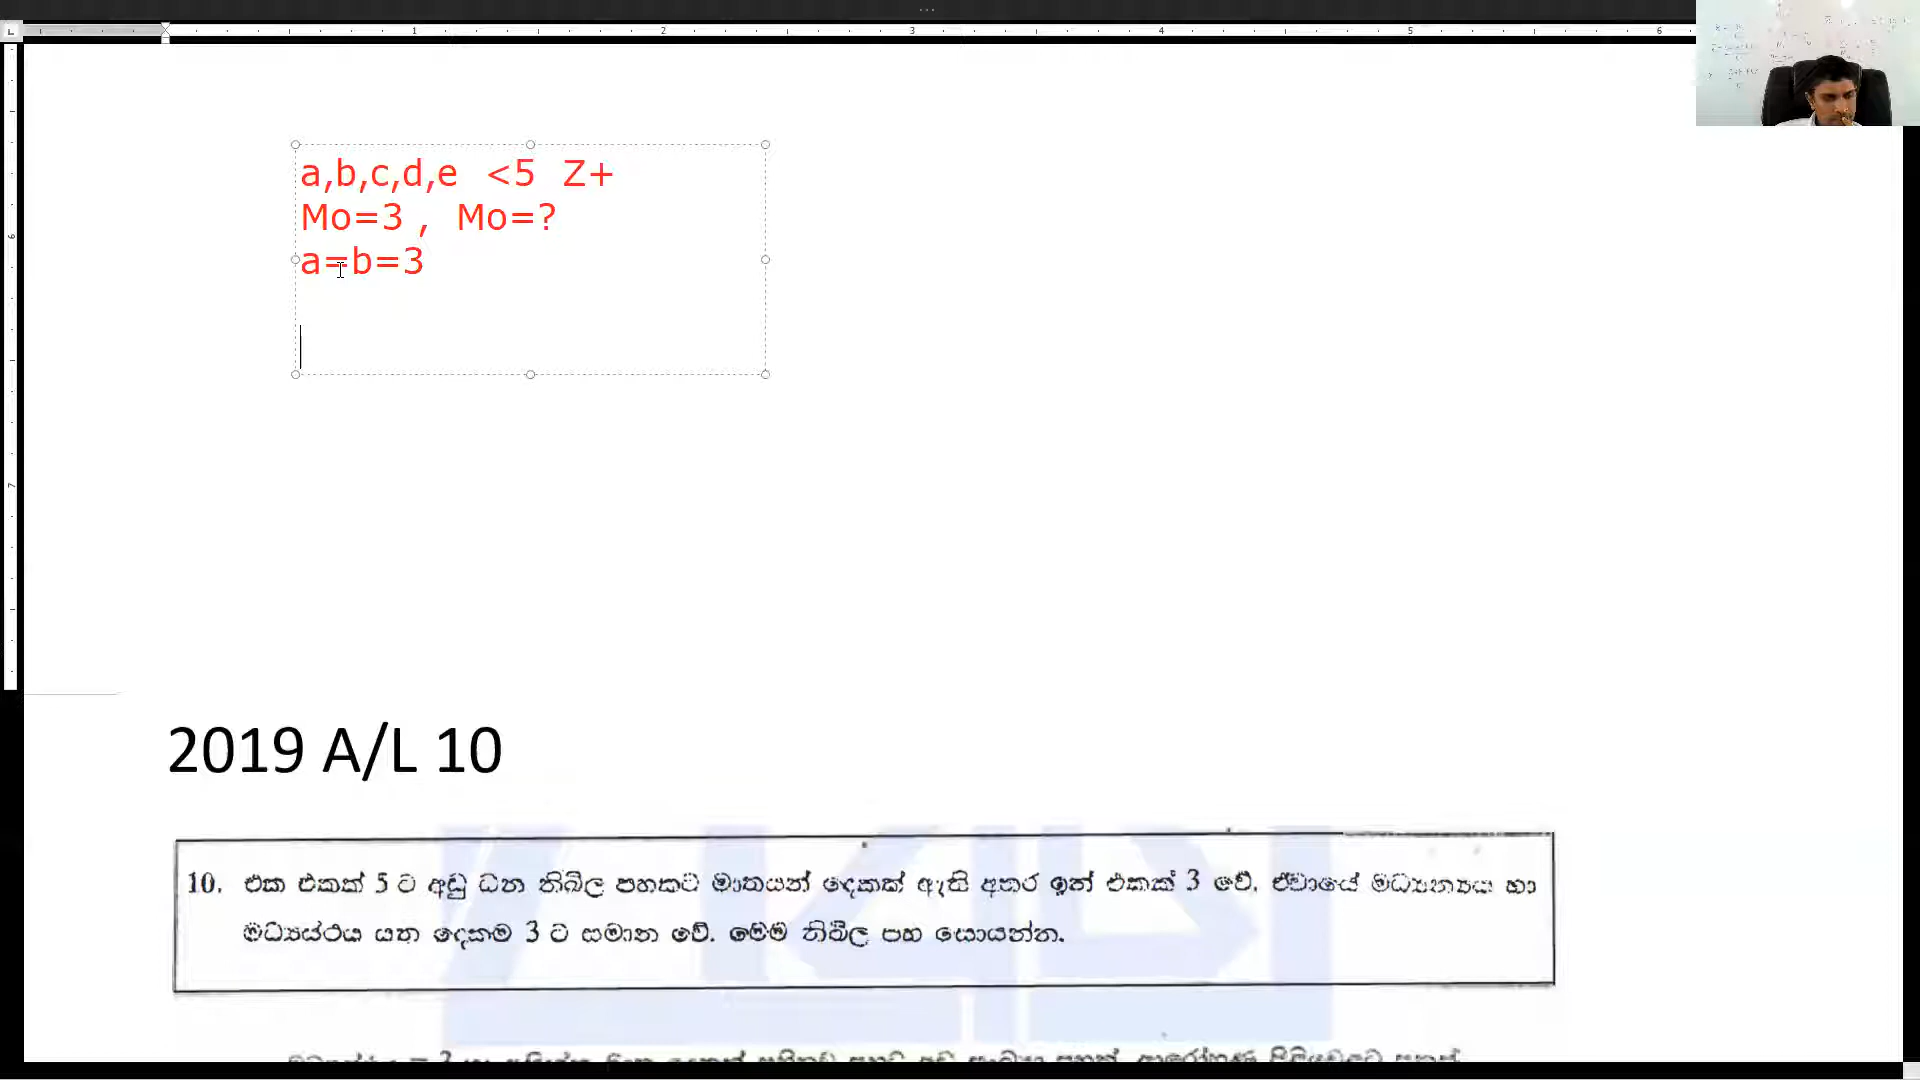 a,b,c,d,e <5 Z+
Mo=3 , Mo=?
a=b=3
2019 A/L 10
10. එක එකක් 5 ට අඩු ධන නිඛිල පහකට මාතයන් දෙකක් ඇති අතර ඉන් එකක් 3 වේ. ඒවායේ මධ්‍යන්‍යය හා
මධ්‍යස්ථය යන දෙකම 3 ට සමාන වේ. මෙම නිඛිල පහ සොයන්න.